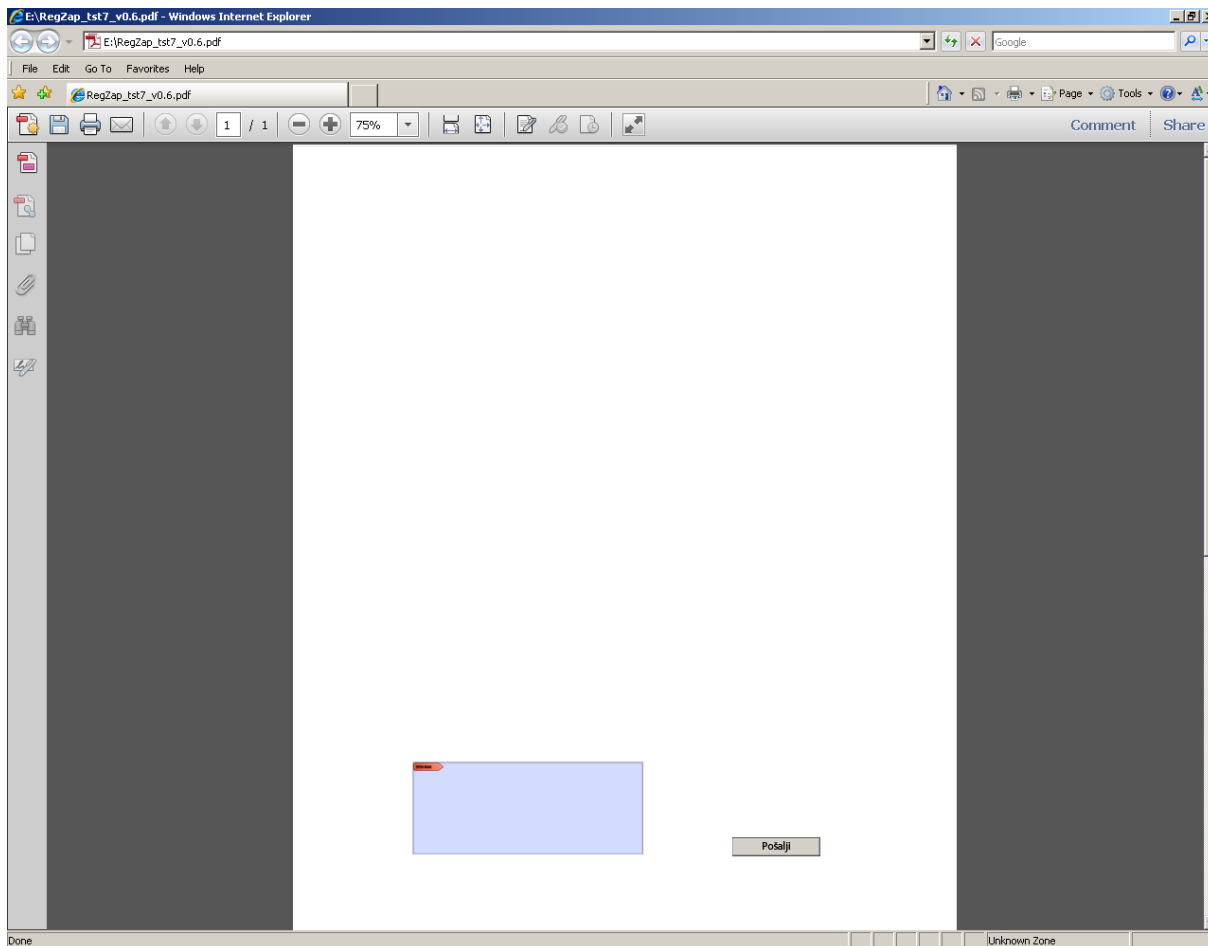 E:\RegZap_tst7_v0.6.pdf - Windows Internet Explorer
E:\RegZap_tst7_v0.6.pdf
Google
File Edit Go To Favorites Help
RegZap_tst7_v0.6.pdf
Page Tools
1 / 1 75% Comment Share
Pošalji
Done Unknown Zone